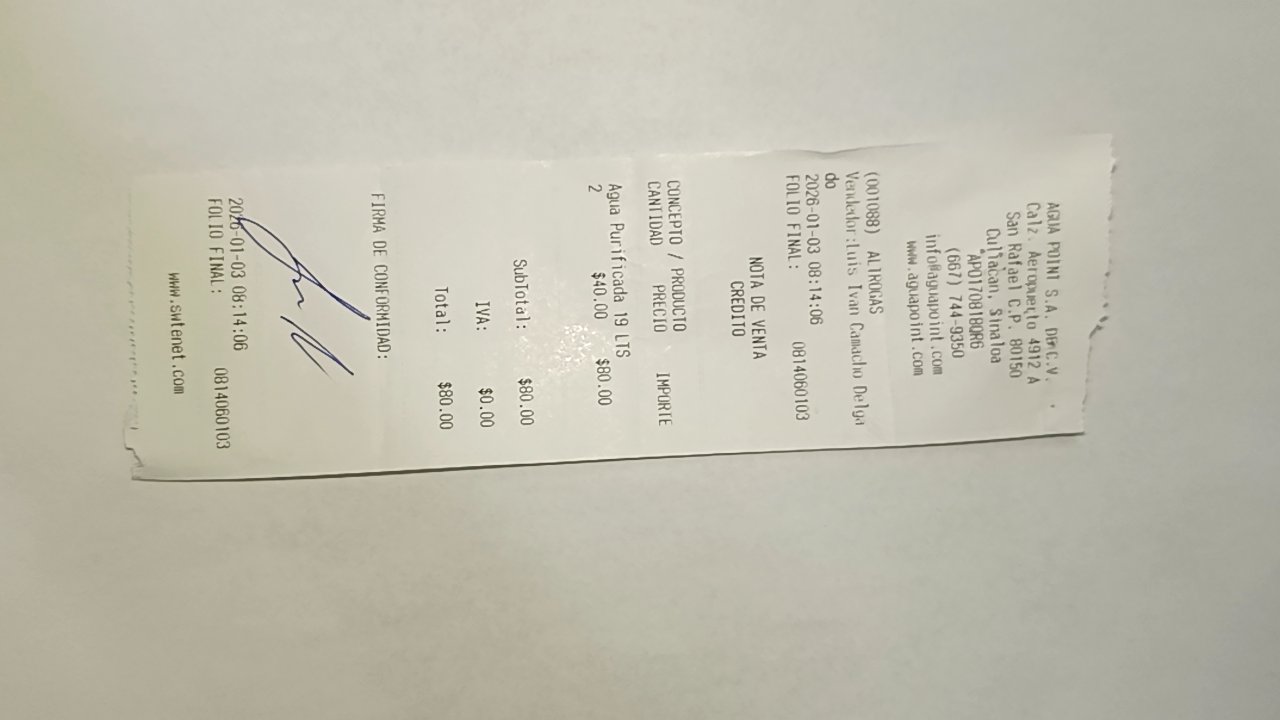 AGUA POINT S.A. DE C.V.
Calz. Aeropuerto 4912 A
San Rafael C.P. 80150
Culiacan, Sinaloa
APO170818QR6
(667) 744-9350
info@aguapoint.com
www.aguapoint.com
(001088) ALTROGAS
Vendedor:Luis Ivan Camacho Delga
do
2026-01-03 08:14:06
FOLIO FINAL: 0814060103
NOTA DE VENTA
CREDITO
CONCEPTO / PRODUCTO
CANTIDAD PRECIO IMPORTE
Agua Purificada 19 LTS
2 $40.00 $80.00
SubTotal: $80.00
IVA: $0.00
Total: $80.00
FIRMA DE CONFORMIDAD:
2026-01-03 08:14:06
FOLIO FINAL: 0814060103
www.swtenet.com